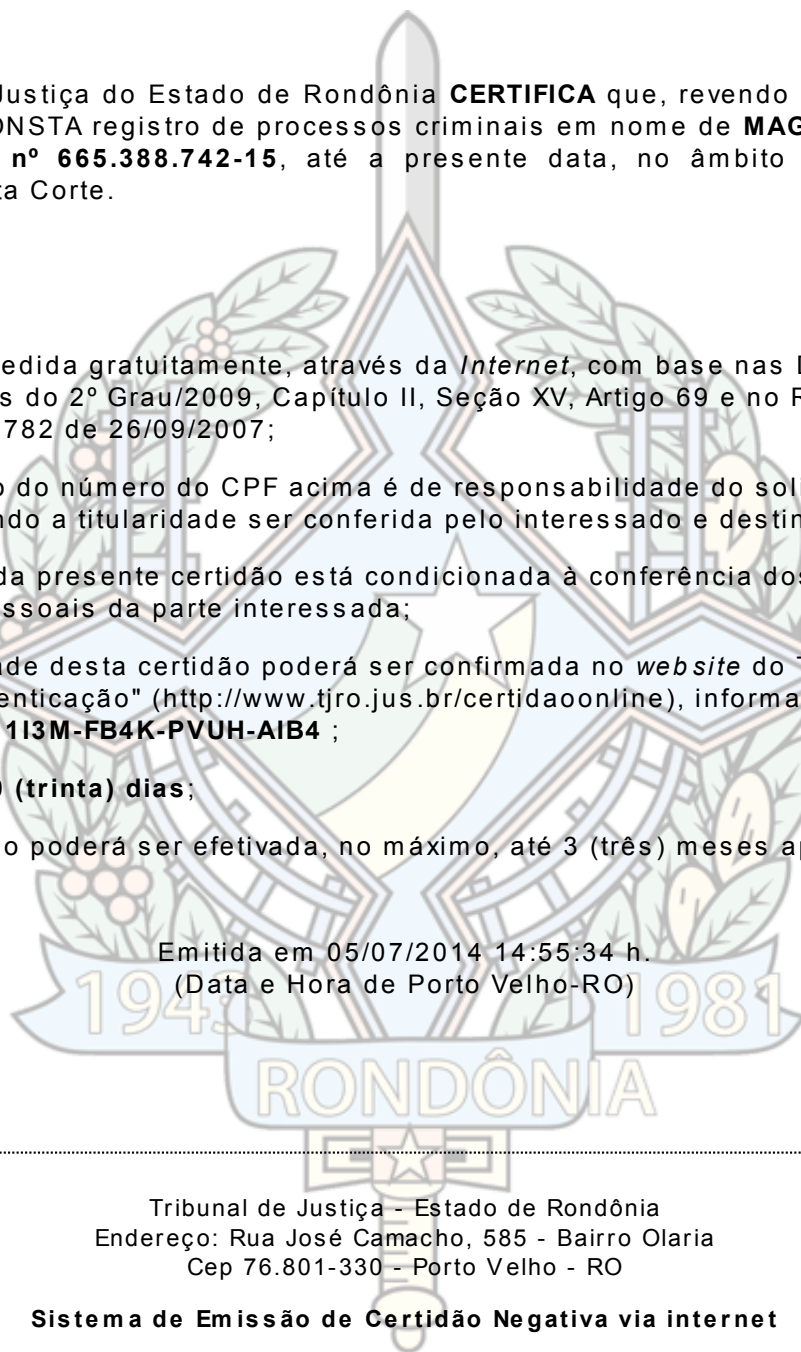 Justiça do Estado de Rondônia CERTIFICA que, revendo
ONSTA registro de processos criminais em nome de MAG
nº 665.388.742-15, até a presente data, no âmbito
ta Corte.
edida gratuitamente, através da Internet, com base nas
s do 2º Grau/2009, Capítulo II, Seção XV, Artigo 69 e no R
782 de 26/09/2007;
o do número do CPF acima é de responsabilidade do soli
ndo a titularidade ser conferida pelo interessado e destin
da presente certidão está condicionada à conferência dos
ssoais da parte interessada;
ade desta certidão poderá ser confirmada no website do T
enticação" (http://www.tjro.jus.br/certidaoonline), informa
1I3M-FB4K-PVUH-AIB4 ;
0 (trinta) dias;
o poderá ser efetivada, no máximo, até 3 (três) meses ap
Emitida em 05/07/2014 14:55:34 h.
(Data e Hora de Porto Velho-RO)
1943 1981
RONDÔNIA
Tribunal de Justiça - Estado de Rondônia
Endereço: Rua José Camacho, 585 - Bairro Olaria
Cep 76.801-330 - Porto Velho - RO
Sistema de Emissão de Certidão Negativa via internet